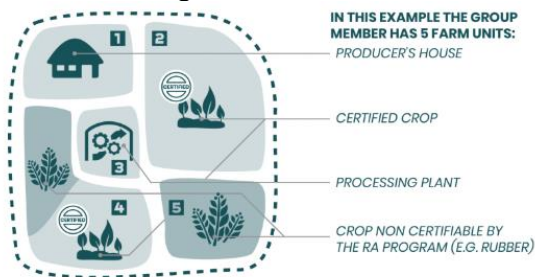 IN THIS EXAMPLE THE GROUP
MEMBER HAS 5 FARM UNITS:
1
2
PRODUCER'S HOUSE
CERTIFIED
CERTIFIED CROP
3
PROCESSING PLANT
4
5
CERTIFIED
CROP NON CERTIFIABLE BY
THE RA PROGRAM (E.G. RUBBER)